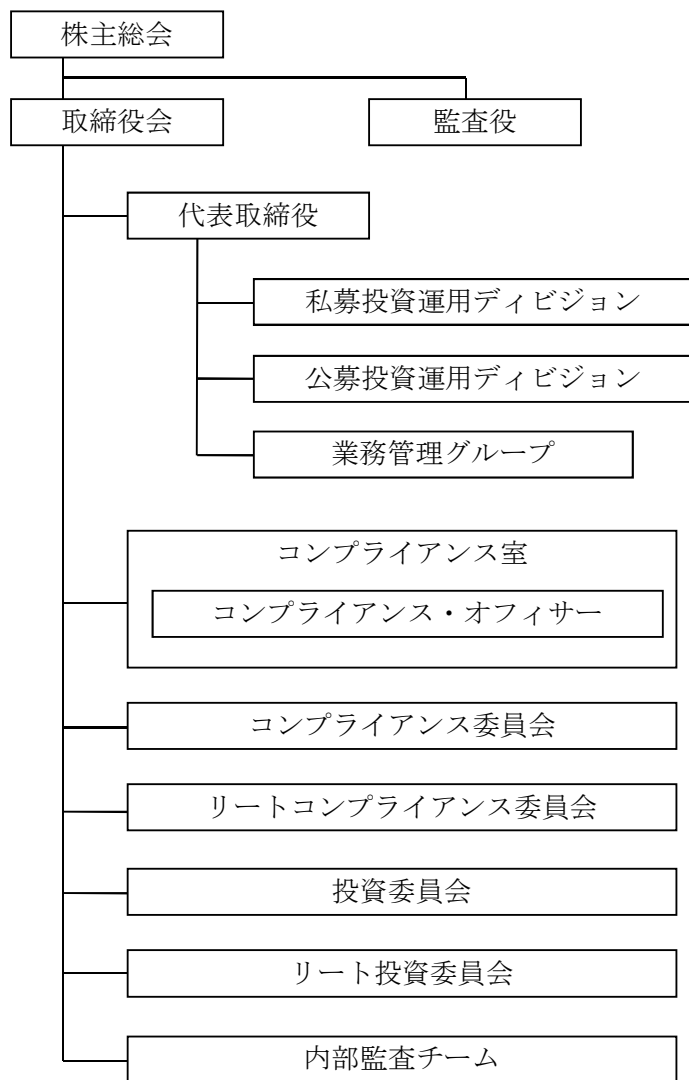 株主総会
取締役会
監査役
代表取締役
私募投資運用ディビジョン
公募投資運用ディビジョン
業務管理グループ
コンプライアンス室
コンプライアンス・オフィサー
コンプライアンス委員会
リートコンプライアンス委員会
投資委員会
リート投資委員会
内部監査チーム